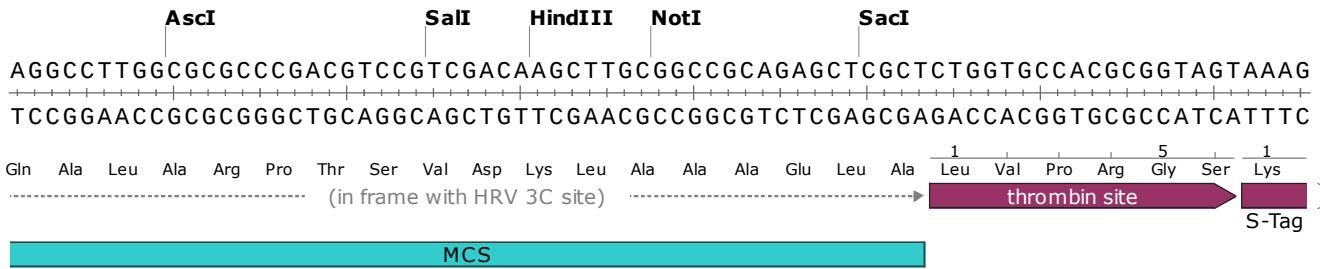 AscI SalI HindIII NotI SacI
AGGCCTTGGCGCGCCCGACGTCCGTCGACAAGCTTGCGGCCGCAGAGCTCGCTCTGGTGCCACGCGGTAGTAAAG
TCCGGAACCGCGCGGGCTGCAGGCAGCTGTTCGAACGCCGGCGTCTCGAGCGAGACCACGGTGCGCCATCATTTC
1 5 1
Gln Ala Leu Ala Arg Pro Thr Ser Val Asp Lys Leu Ala Ala Ala Glu Leu Ala Leu Val Pro Arg Gly Ser Lys
(in frame with HRV 3C site) thrombin site
S-Tag
MCS